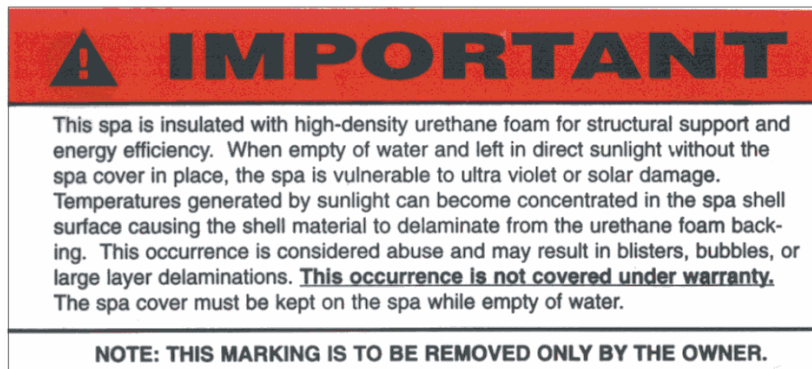 IMPORTANT
This spa is insulated with high-density urethane foam for structural support and
energy efficiency. When empty of water and left in direct sunlight without the
spa cover in place, the spa is vulnerable to ultra violet or solar damage.
Temperatures generated by sunlight can become concentrated in the spa shell
surface causing the shell material to delaminate from the urethane foam back-
ing. This occurrence is considered abuse and may result in blisters, bubbles, or
large layer delaminations. This occurrence is not covered under warranty.
The spa cover must be kept on the spa while empty of water.
NOTE: THIS MARKING IS TO BE REMOVED ONLY BY THE OWNER.